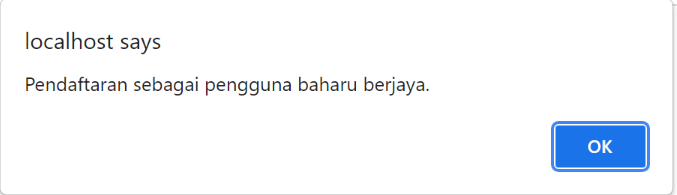 localhost says
Pendaftaran sebagai pengguna baharu berjaya.
OK